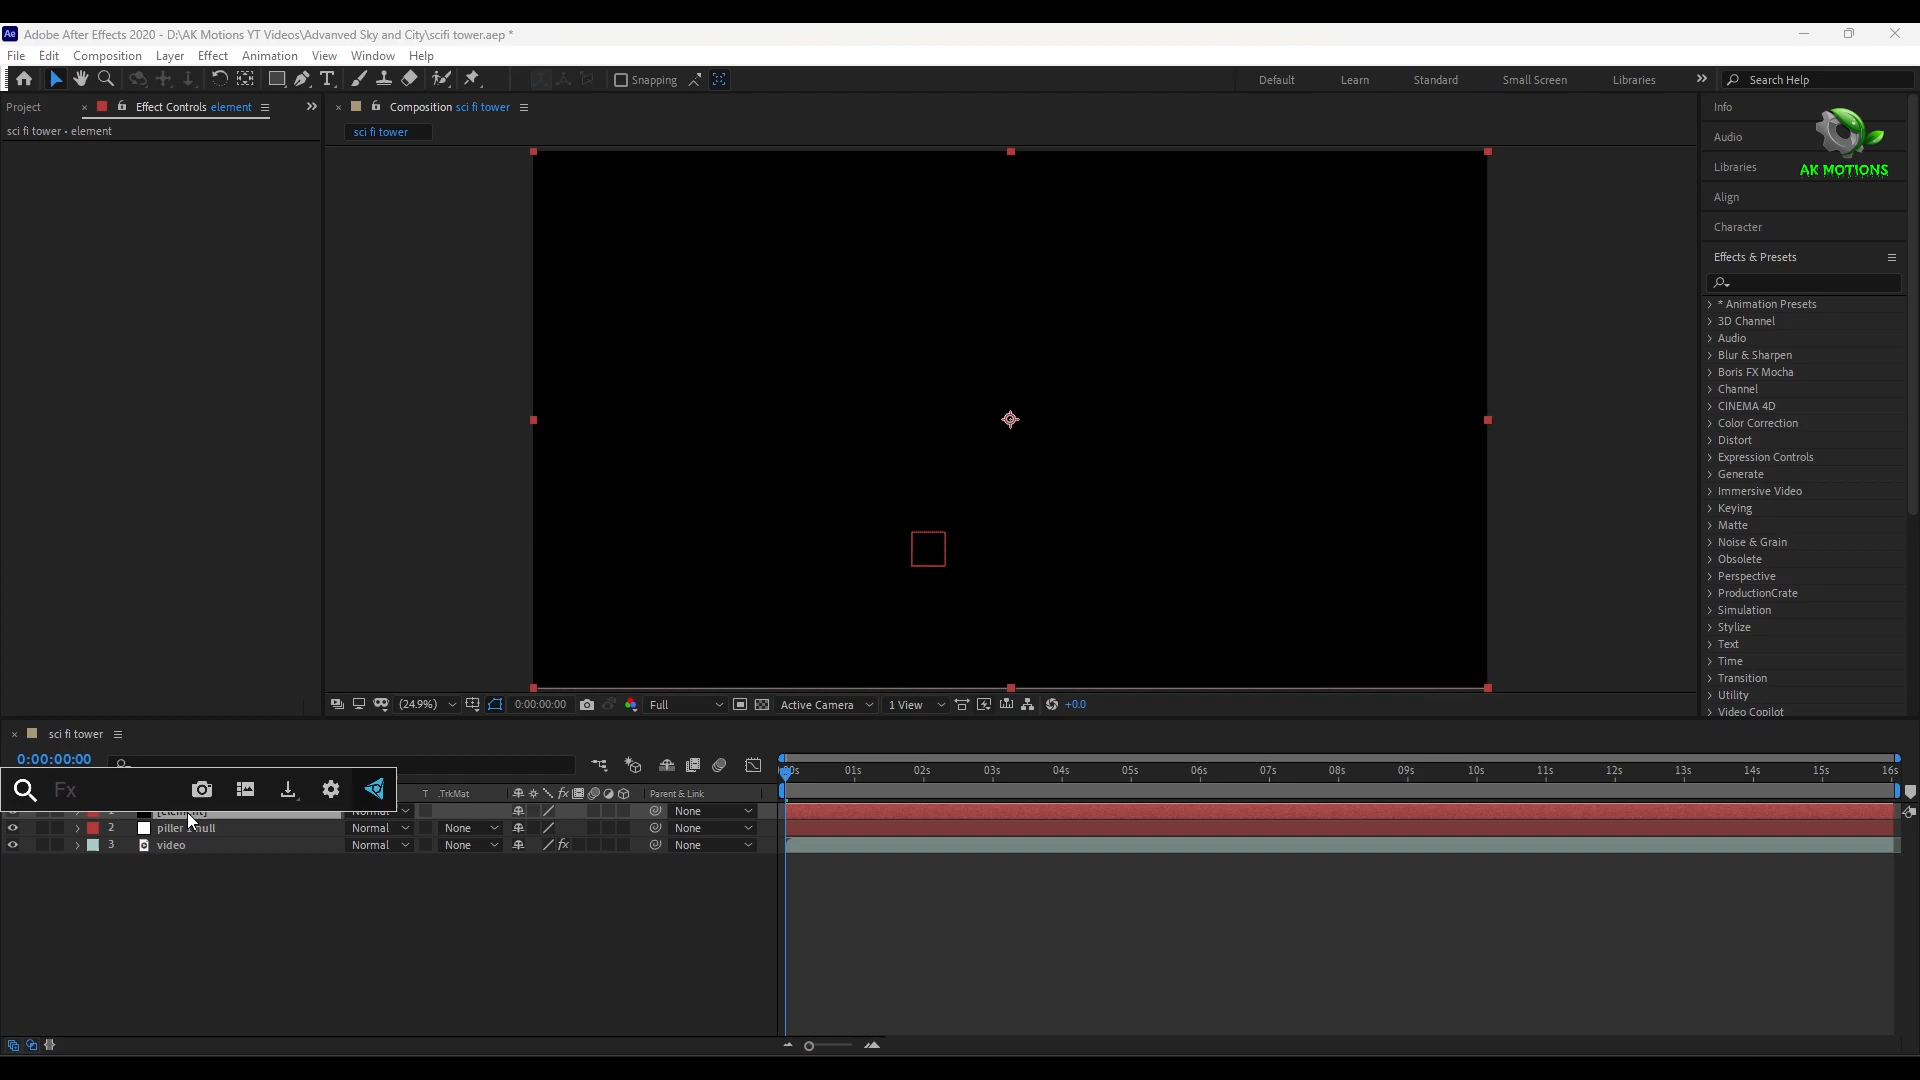 Ae Adobe After Effects 2020 - D:\AK Motions YT Videos\Advanved Sky and City\scifi tower.aep *
File Edit Composition Layer Effect Animation View Window Help
Snapping Default Learn Standard Small Screen Libraries Search Help
Project Effect Controls element
Composition sci fi tower
sci fi tower • element
sci fi tower
Info
Audio
Libraries
AK MOTIONS
Align
Character
Effects & Presets
* Animation Presets
3D Channel
Audio
Blur & Sharpen
Boris FX Mocha
Channel
CINEMA 4D
Color Correction
Distort
Expression Controls
Generate
Immersive Video
Keying
Matte
Noise & Grain
Obsolete
Perspective
ProductionCrate
Simulation
Stylize
Text
Time
Transition
Utility
Video Copilot
(24.9%) 0:00:00:00 Full Active Camera 1 View +0.0
sci fi tower
0:00:00:00
Fx
T .TrkMat Parent & Link
01s 02s 03s 04s 05s 06s 07s 08s 09s 10s 11s 12s 13s 14s 15s 16s
[element] Normal None
2 Normal None None
3 video Normal None fx None